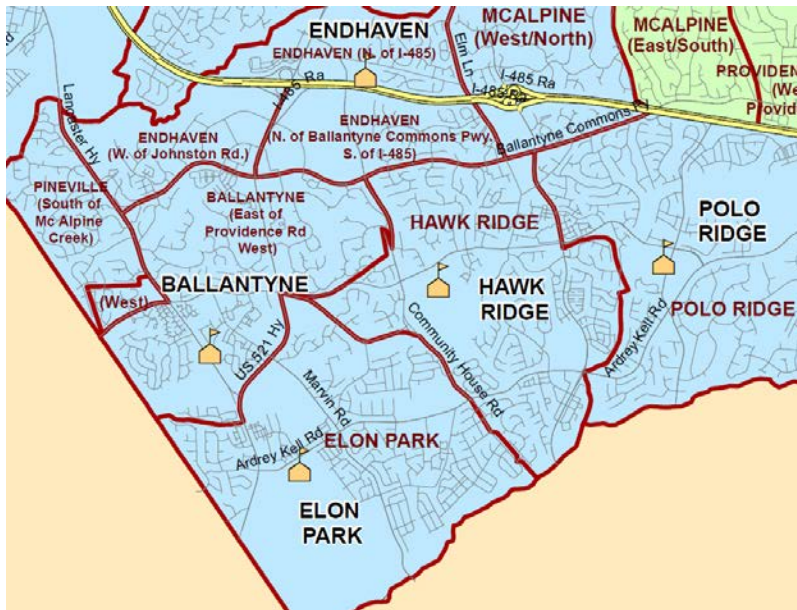 ENDHAVEN
ENDHAVEN (N. of I-485)
MCALPINE
(West/North)
MCALPINE
(East/South)
Elm Ln
I-485 Ra
I-485 Ra
I-485 Ra
PROVIDEN
(We
Provid
Lancaster Hy
ENDHAVEN
(W. of Johnston Rd.)
ENDHAVEN
(N. of Ballantyne Commons Pwy.
S. of I-485)
Ballantyne Commons Py
PINEVILLE
(South of
Mc Alpine
Creek)
BALLANTYNE
(East of
Providence Rd
West)
HAWK RIDGE
POLO
RIDGE
(West)
BALLANTYNE
HAWK
RIDGE
POLO RIDGE
US 521 Hy
Community House Rd
Ardrey Kell Rd
Marvin Rd
ELON PARK
Ardrey Kell Rd
ELON
PARK